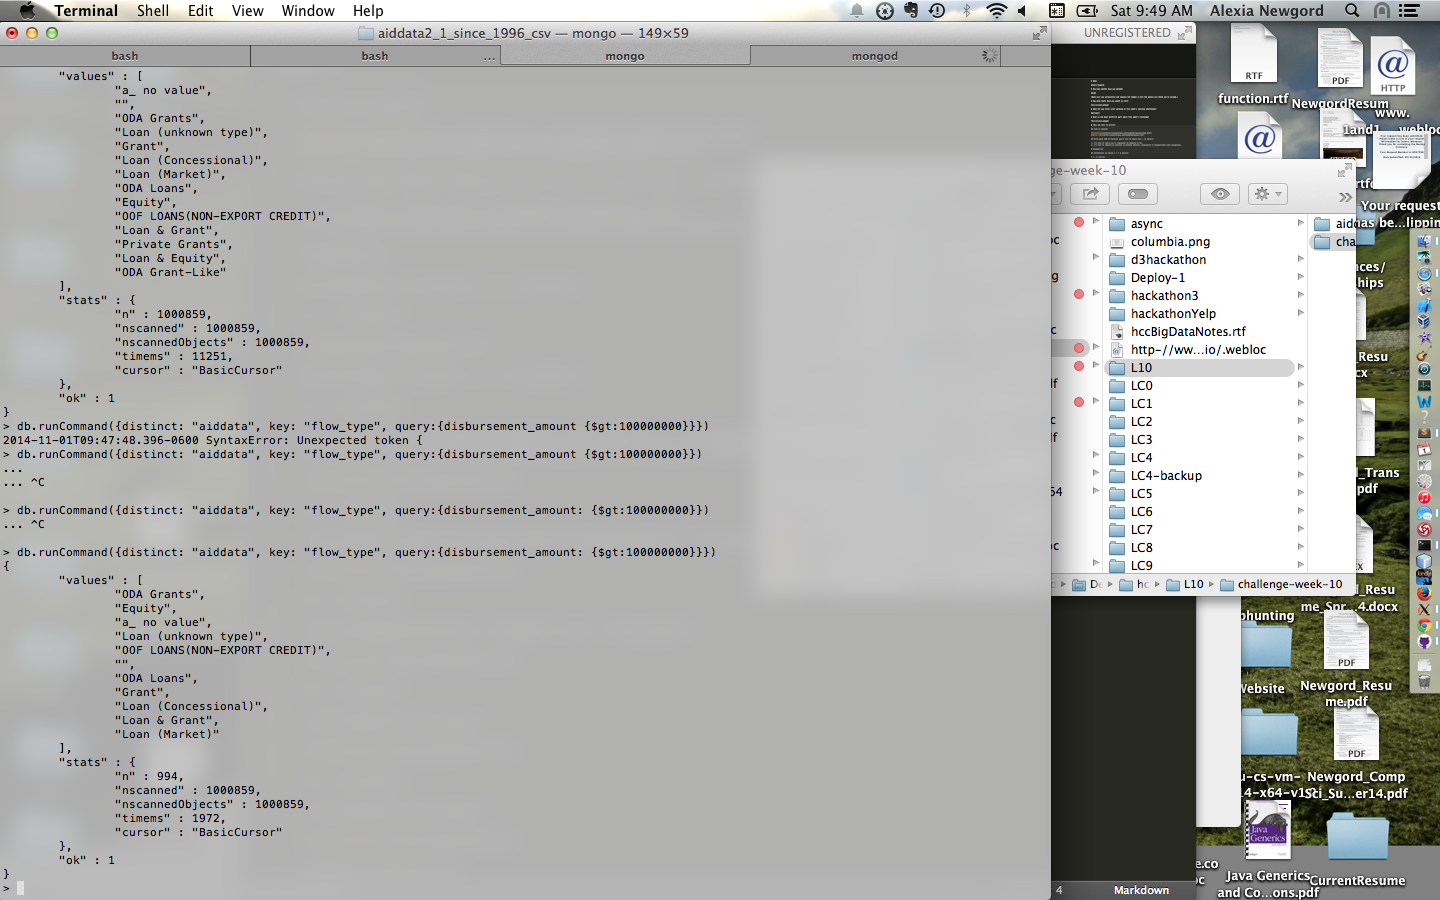 Terminal Shell Edit View Window Help
Sat 9:49 AM Alexia Newgord
aiddata2_1_since_1996_csv — mongo — 149×59
bash bash ... mongo mongod
"values" : [
"a_ no value",
"",
"ODA Grants",
"Loan (unknown type)",
"Grant",
"Loan (Concessional)",
"Loan (Market)",
"ODA Loans",
"Equity",
"OOF LOANS(NON-EXPORT CREDIT)",
"Loan & Grant",
"Private Grants",
"Loan & Equity",
"ODA Grant-Like"
],
"stats" : {
"n" : 1000859,
"nscanned" : 1000859,
"nscannedObjects" : 1000859,
"timems" : 11251,
"cursor" : "BasicCursor"
},
"ok" : 1
}
> db.runCommand({distinct: "aiddata", key: "flow_type", query:{disbursement_amount {$gt:100000000}}})
2014-11-01T09:47:48.396-0600 SyntaxError: Unexpected token {
> db.runCommand({distinct: "aiddata", key: "flow_type", query:{disbursement_amount {$gt:100000000}})
...
... ^C
> db.runCommand({distinct: "aiddata", key: "flow_type", query:{disbursement_amount: {$gt:100000000}})
... ^C
> db.runCommand({distinct: "aiddata", key: "flow_type", query:{disbursement_amount: {$gt:100000000}}})
{
"values" : [
"ODA Grants",
"Equity",
"a_ no value",
"Loan (unknown type)",
"OOF LOANS(NON-EXPORT CREDIT)",
"",
"ODA Loans",
"Grant",
"Loan (Concessional)",
"Loan & Grant",
"Loan (Market)"
],
"stats" : {
"n" : 994,
"nscanned" : 1000859,
"nscannedObjects" : 1000859,
"timems" : 1972,
"cursor" : "BasicCursor"
},
"ok" : 1
}
>
UNREGISTERED
ge-week-10
async
columbia.png
d3hackathon
Deploy-1
hackathon3
hackathonYelp
hccBigDataNotes.rtf
http-//ww...io/.webloc
L10
LC0
LC1
LC2
LC3
LC4
LC4-backup
LC5
LC6
LC7
LC8
LC9
aidd
cha
De hc L10 challenge-week-10
4 Markdown
RTF
function.rtf
PDF
NewgordResum
HTTP
www.
1and1...webloc
Your request
has be...lipping
PDF
Newgord_Resu
me.pdf
Website
PDF
Newgord_Comp
Sci_Su...er14.pdf
Java Generics
Java Generics
and Co...ons.pdf
CurrentResume